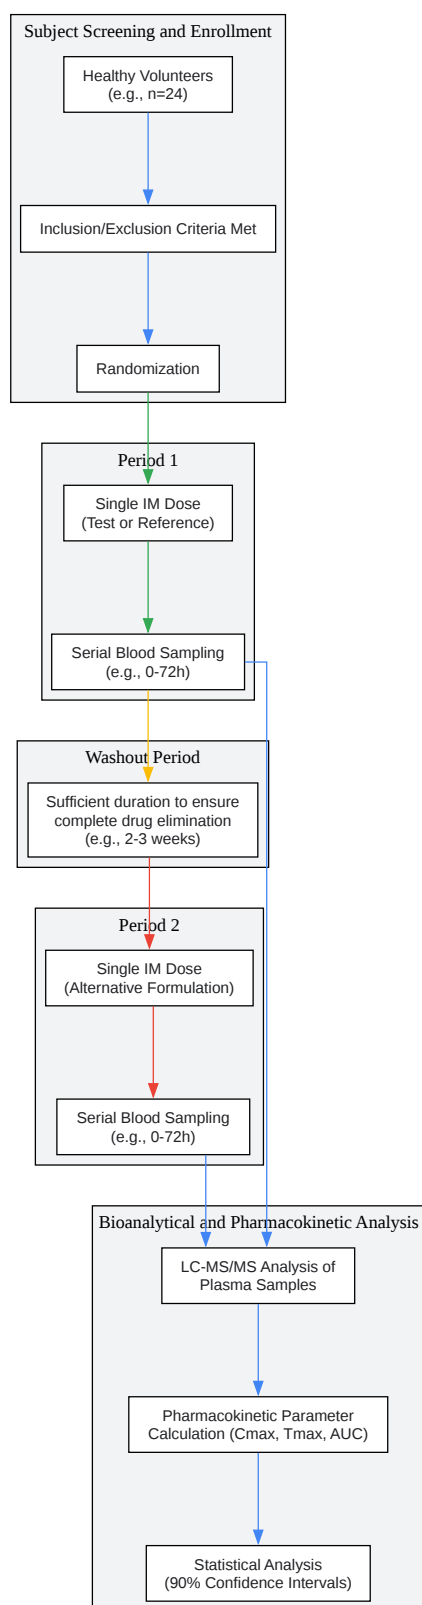 Subject Screening and Enrollment
Healthy Volunteers
(e.g., n=24)
Inclusion/Exclusion Criteria Met
Randomization
Period 1
Single IM Dose
(Test or Reference)
Serial Blood Sampling
(e.g., 0-72h)
Washout Period
Sufficient duration to ensure
complete drug elimination
(e.g., 2-3 weeks)
Period 2
Single IM Dose
(Alternative Formulation)
Serial Blood Sampling
(e.g., 0-72h)
Bioanalytical and Pharmacokinetic Analysis
LC-MS/MS Analysis of
Plasma Samples
Pharmacokinetic Parameter
Calculation (Cmax, Tmax, AUC)
Statistical Analysis
(90% Confidence Intervals)